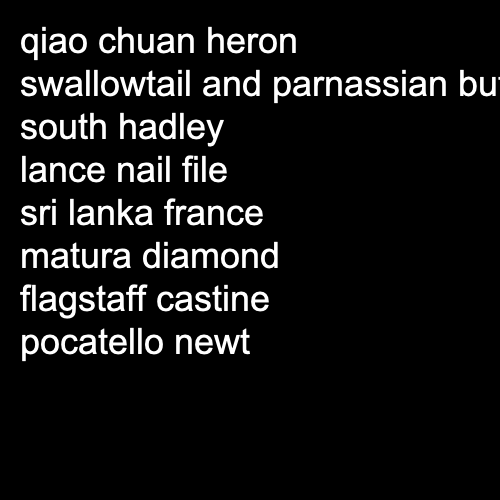 qiao chuan heron
swallowtail and parnassian
south hadley
lance nail file
sri lanka france
matura diamond
flagstaff castine
pocatello newt